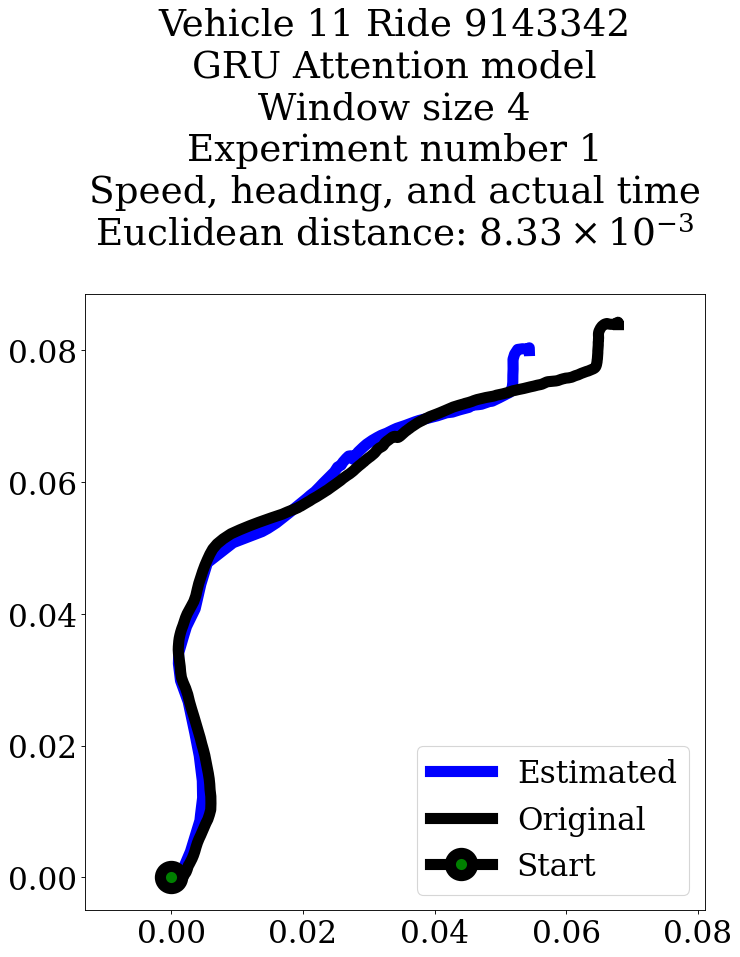 Vehicle 11 Ride 9143342
GRU Attention model
Window size 4
Experiment number 1
Speed, heading, and actual time
Euclidean distance: 8.33 × 10⁻³
0.08
0.06
0.04
0.02
0.00
Estimated
Original
Start
0.00 0.02 0.04 0.06 0.08